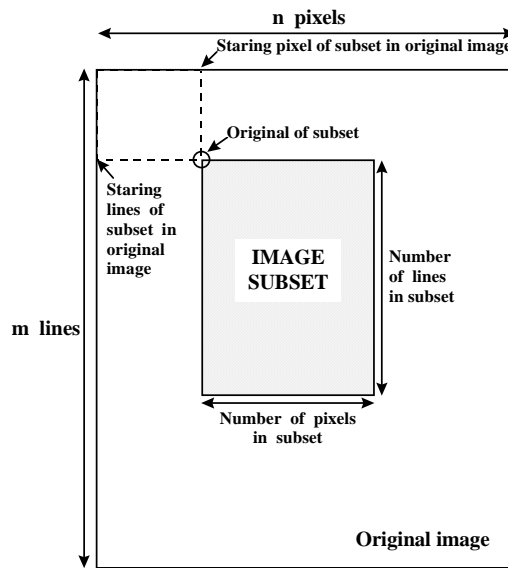 n pixels
Staring pixel of subset in original image
Original of subset
Staring
lines of
subset in
original
image
IMAGE
SUBSET
Number
of lines
in subset
m lines
Number of pixels
in subset
Original image